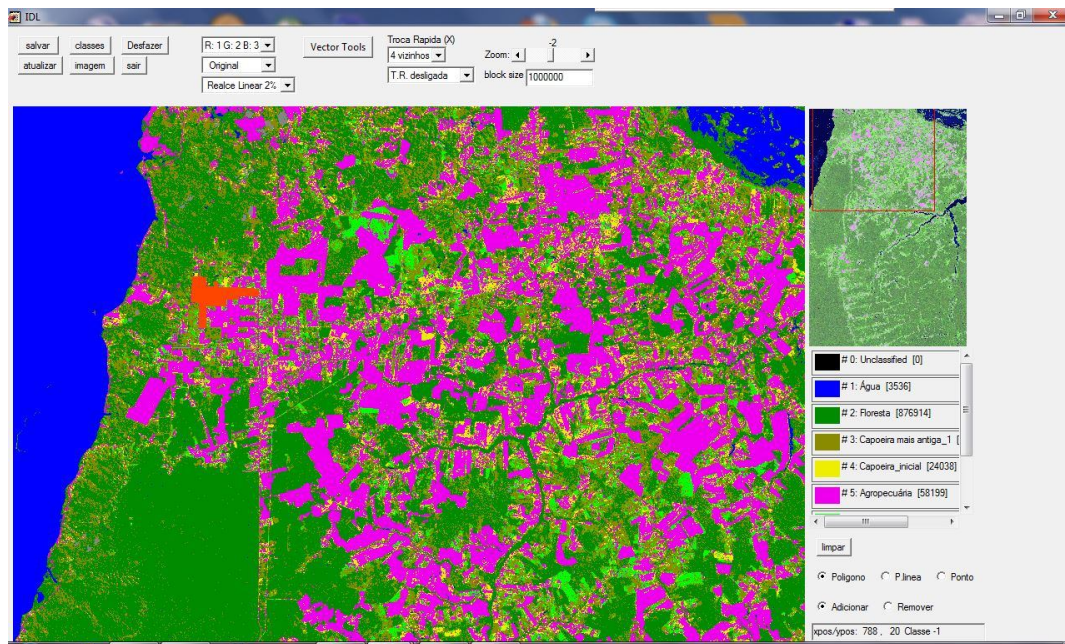 IDL
salvar classes Desfazer
atualizar imagem sair
R: 1 G: 2 B: 3
Original
Realce Linear 2%
Vector Tools
Troca Rapida (X)
4 vizinhos
T.R. desligada
-2
Zoom:
block size 1000000
# 0: Unclassified [0]
# 1: Água [3536]
# 2: Floresta [876914]
# 3: Capoeira mais antiga_1 [
# 4: Capoeira_inicial [24038]
# 5: Agropecuária [58199]
limpar
Poligono P.linea Ponto
Adicionar Remover
xpos/ypos: 788 , 20 Classe -1